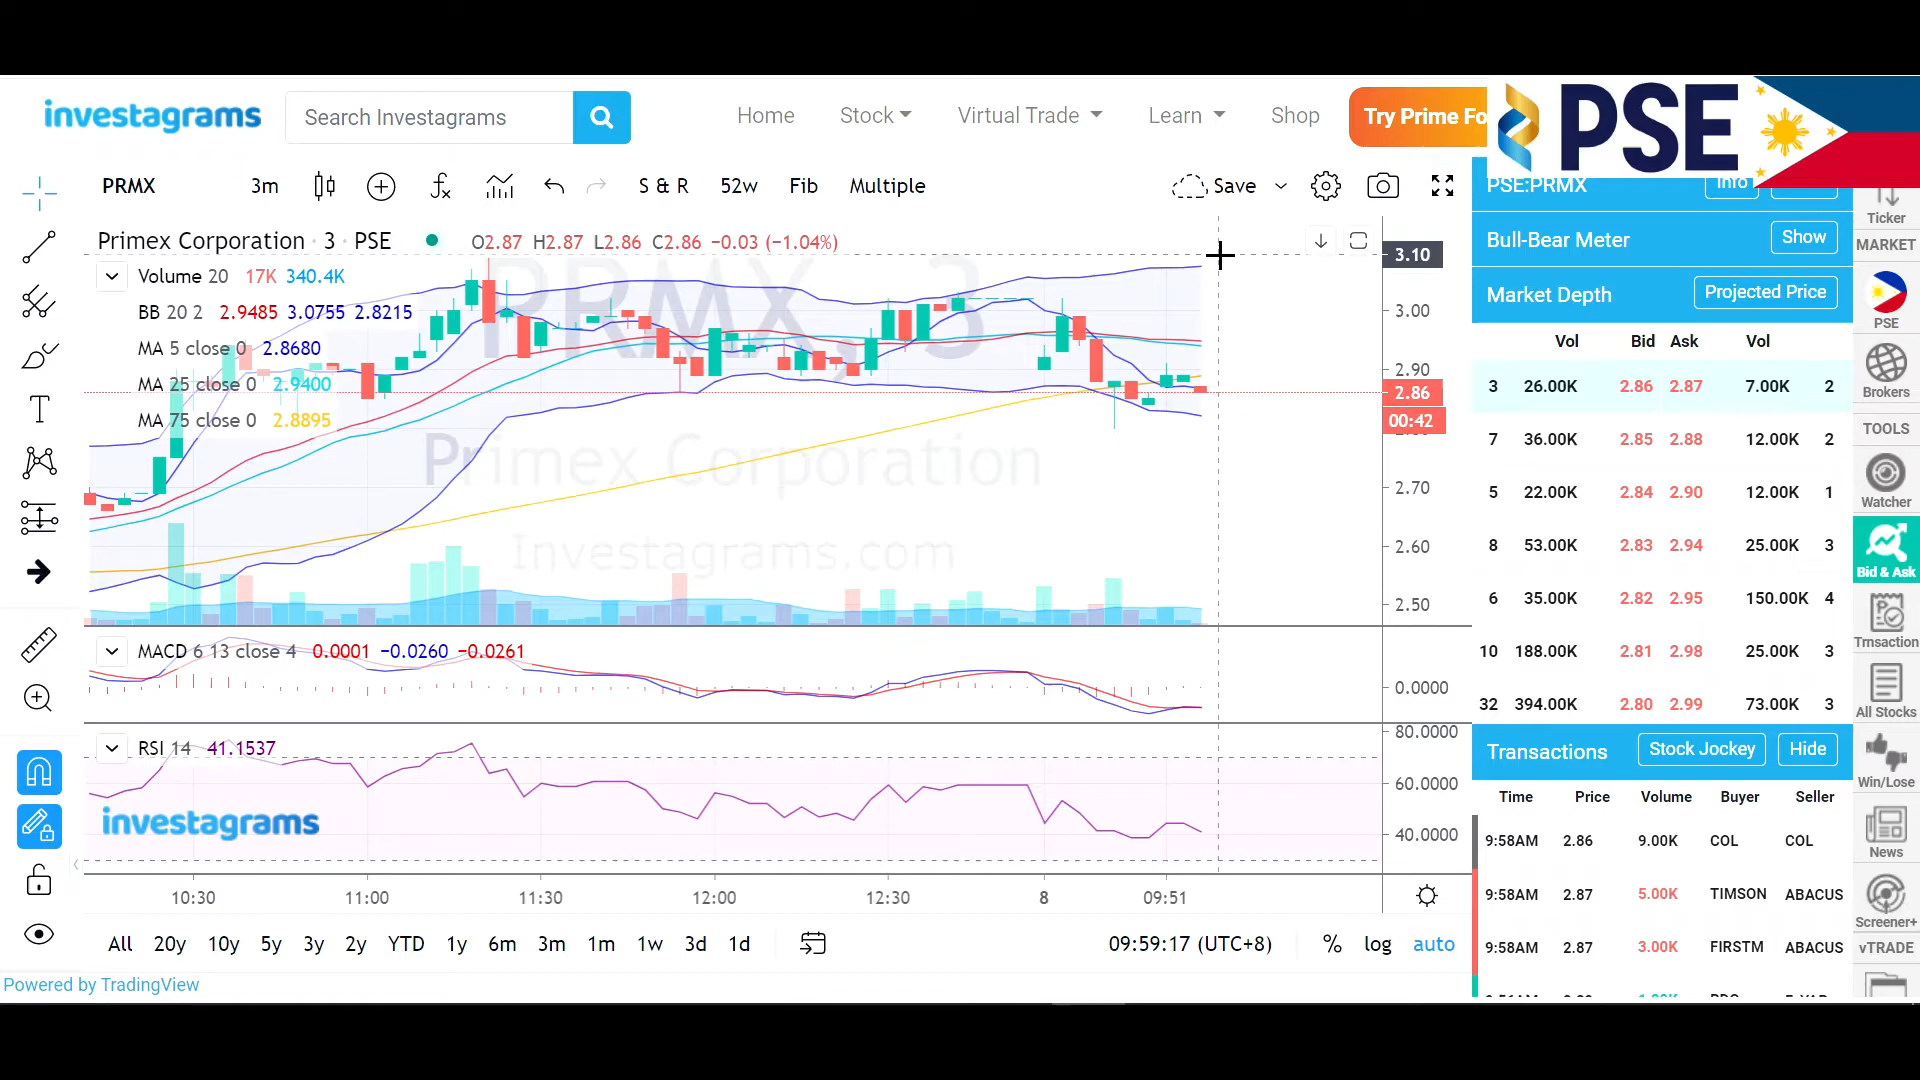 investagrams
Search Investagrams
Home
Stock
Virtual Trade
Learn
Shop
Try Prime Fo
PSE
PRMX
3m
S & R
52w
Fib
Multiple
Save
PSE:PRMX
Info
Ticker
MARKET
Primex Corporation · 3 · PSE
O2.87 H2.87 L2.86 C2.86 −0.03 (−1.04%)
Volume 20 17K 340.4K
BB 20 2 2.9485 3.0755 2.8215
MA 5 close 0 2.8680
MA 25 close 0 2.9400
MA 75 close 0 2.8895
PRMX, 3
Primex Corporation
Investagrams.com
3.10
3.00
2.90
2.86
00:42
2.70
2.60
2.50
MACD 6 13 close 4 0.0001 −0.0260 −0.0261
0.0000
RSI 14 41.1537
80.0000
60.0000
40.0000
investagrams
10:30 11:00 11:30 12:00 12:30 8 09:51
All 20y 10y 5y 3y 2y YTD 1y 6m 3m 1m 1w 3d 1d
09:59:17 (UTC+8)
% log auto
Powered by TradingView
Bull-Bear Meter
Show
Market Depth
Projected Price
Vol Bid Ask Vol
3 26.00K 2.86 2.87 7.00K 2
7 36.00K 2.85 2.88 12.00K 2
5 22.00K 2.84 2.90 12.00K 1
8 53.00K 2.83 2.94 25.00K 3
6 35.00K 2.82 2.95 150.00K 4
10 188.00K 2.81 2.98 25.00K 3
32 394.00K 2.80 2.99 73.00K 3
Transactions
Stock Jockey
Hide
Time Price Volume Buyer Seller
9:58AM 2.86 9.00K COL COL
9:58AM 2.87 5.00K TIMSON ABACUS
9:58AM 2.87 3.00K FIRSTM ABACUS
PSE
Brokers
TOOLS
Watcher
Bid & Ask
Trnsaction
All Stocks
Win/Lose
News
Screener+
vTRADE